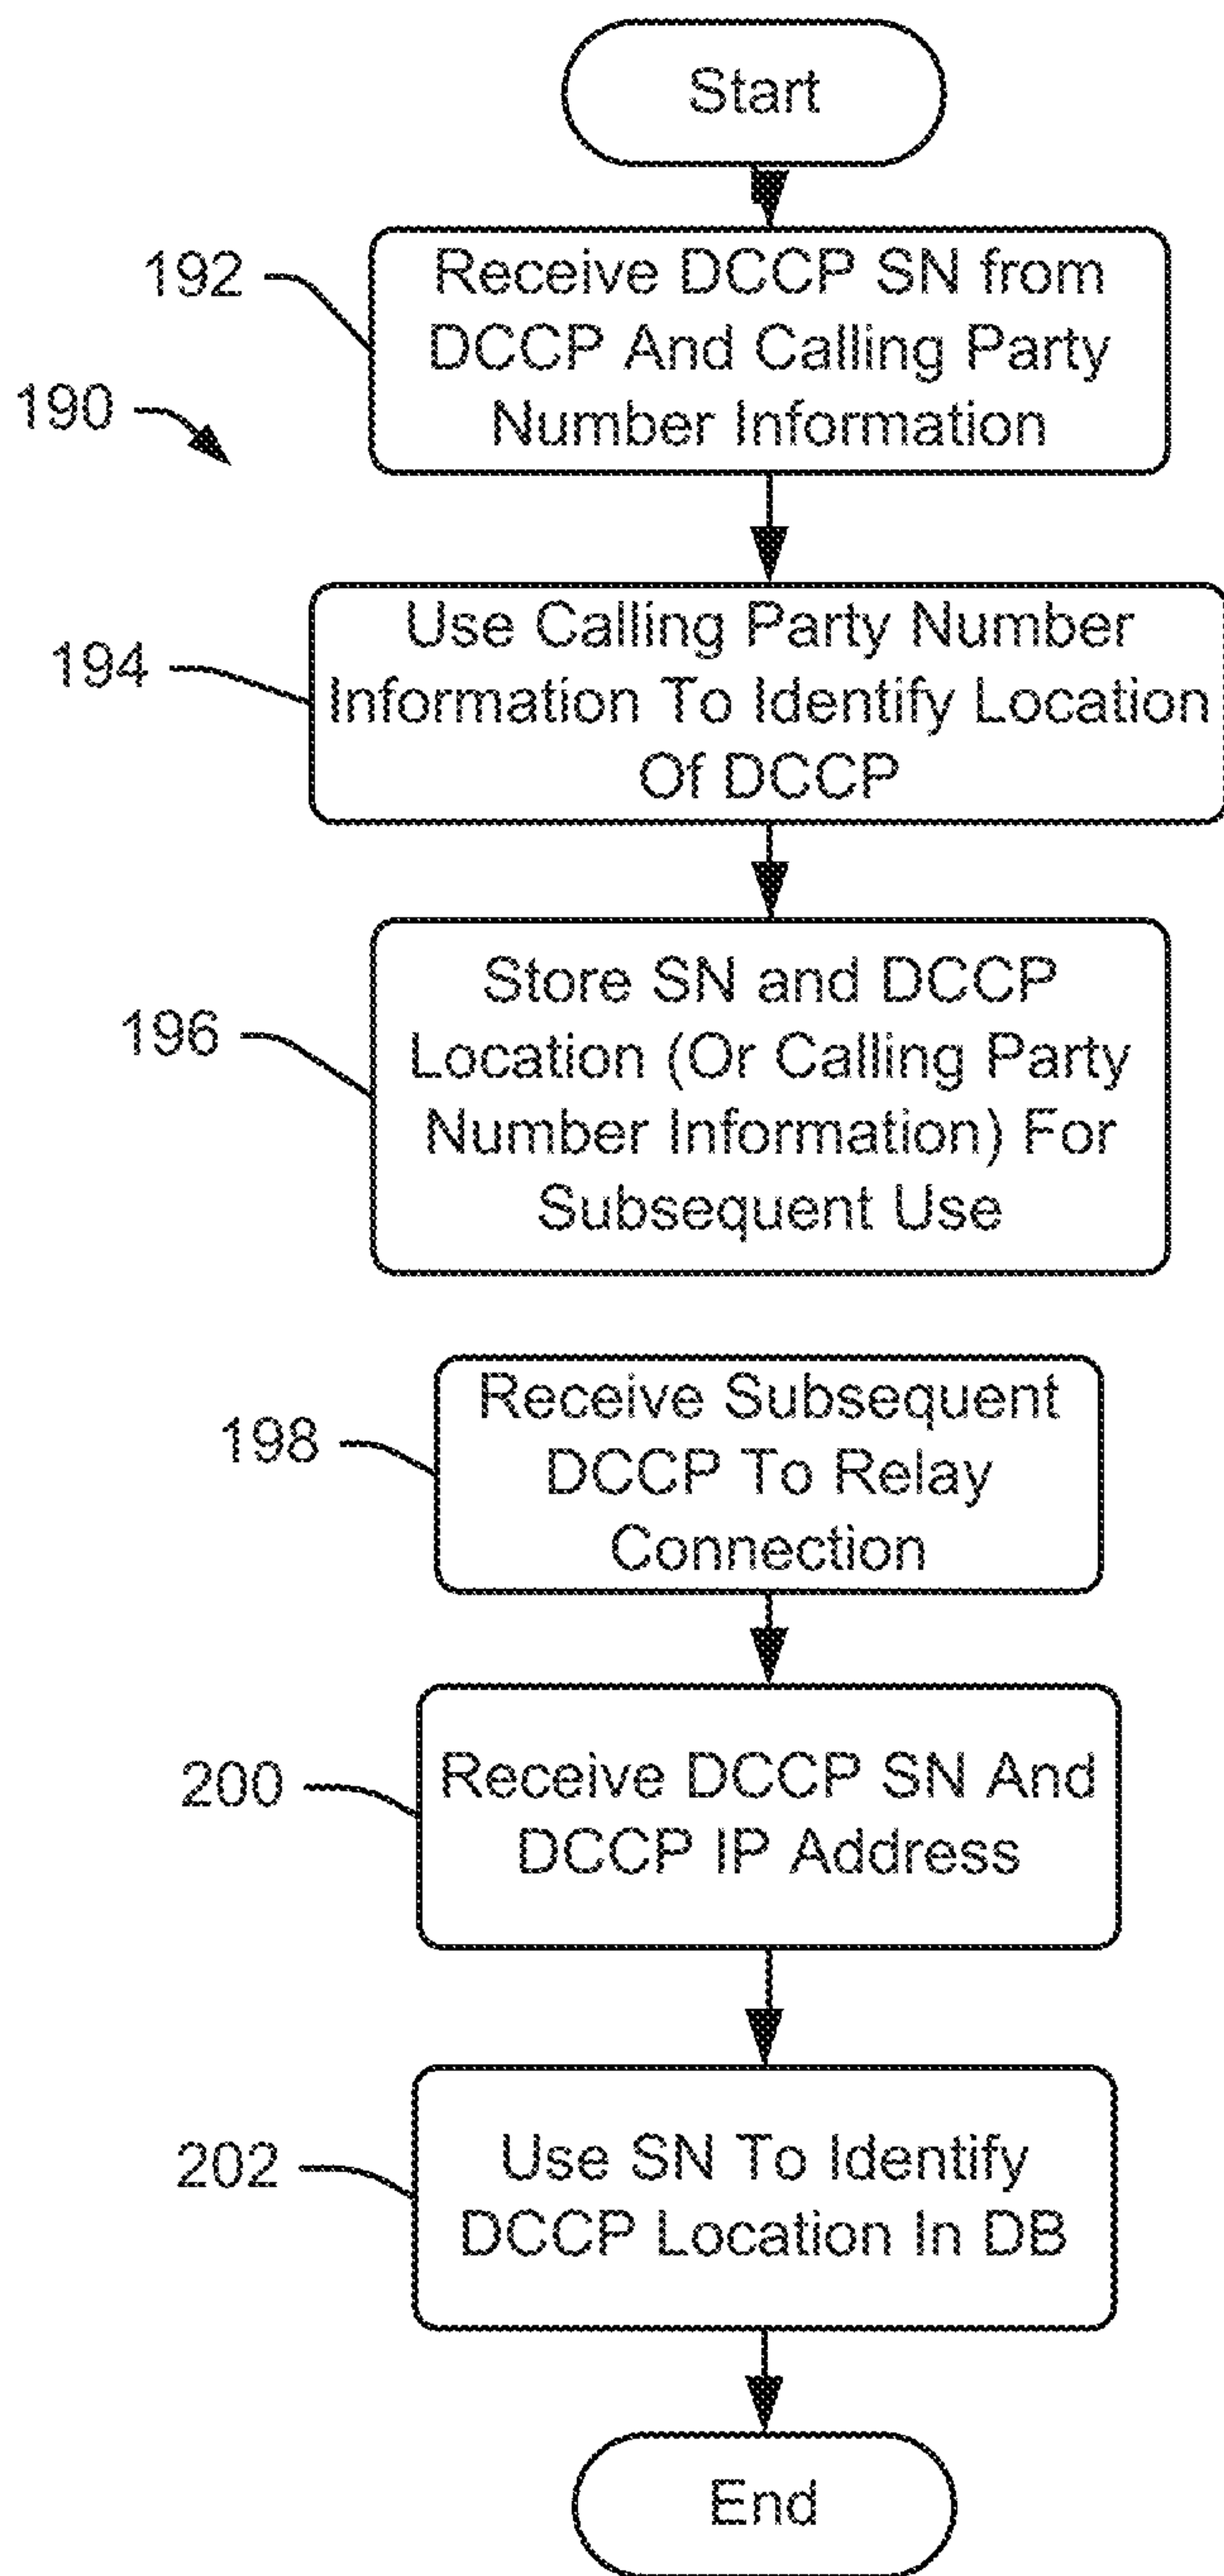 Start
192
Receive DCCP SN from
DCCP And Calling Party
Number Information
190
194
Use Calling Party Number
Information To Identify Location
Of DCCP
196
Store SN and DCCP
Location (Or Calling Party
Number Information) For
Subsequent Use
198
Receive Subsequent
DCCP To Relay
Connection
200
Receive DCCP SN And
DCCP IP Address
202
Use SN To Identify
DCCP Location In DB
End